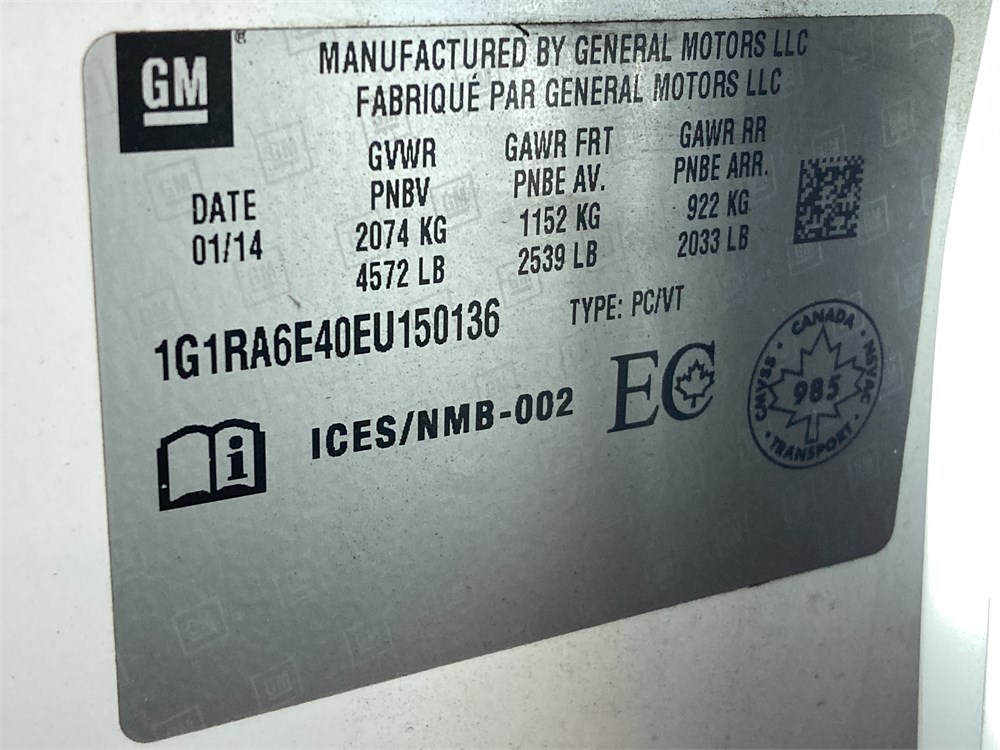 GM
MANUFACTURED BY GENERAL MOTORS LLC
FABRIQUÉ PAR GENERAL MOTORS LLC
DATE
01/14
GVWR
PNBV
2074 KG
4572 LB
GAWR FRT
PNBE AV.
1152 KG
2539 LB
GAWR RR
PNBE ARR.
922 KG
2033 LB
1G1RA6E40EU150136
TYPE: PC/VT
ICES/NMB-002
EC
CANADA
CMVSS · NSVAC
985
TRANSPORT